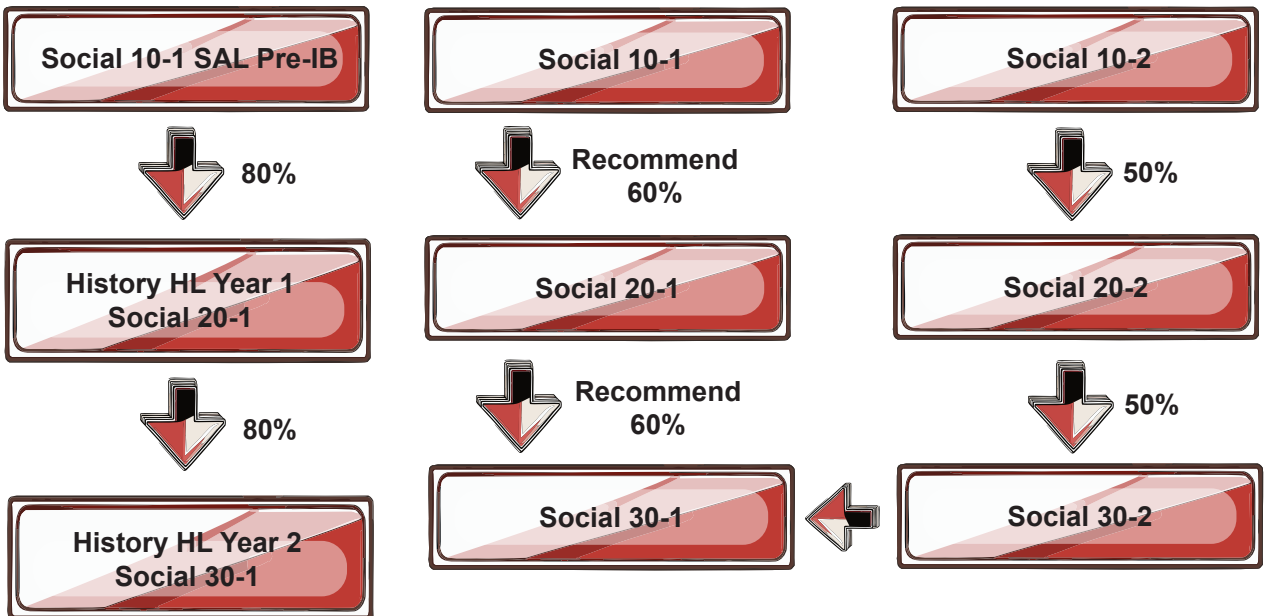 Social 10-1 SAL Pre-IB
Social 10-1
Social 10-2
80%
Recommend
60%
50%
History HL Year 1
Social 20-1
Social 20-1
Social 20-2
80%
Recommend
60%
50%
History HL Year 2
Social 30-1
Social 30-1
Social 30-2